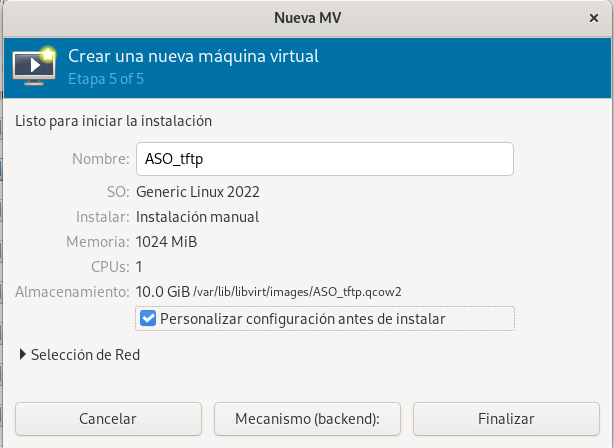 Nueva MV
Crear una nueva máquina virtual
Etapa 5 of 5
Listo para iniciar la instalación
Nombre: ASO_tftp
SO: Generic Linux 2022
Instalar: Instalación manual
Memoria: 1024 MiB
CPUs: 1
Almacenamiento: 10.0 GiB /var/lib/libvirt/images/ASO_tftp.qcow2
Personalizar configuración antes de instalar
Selección de Red
Cancelar Mecanismo (backend): Finalizar